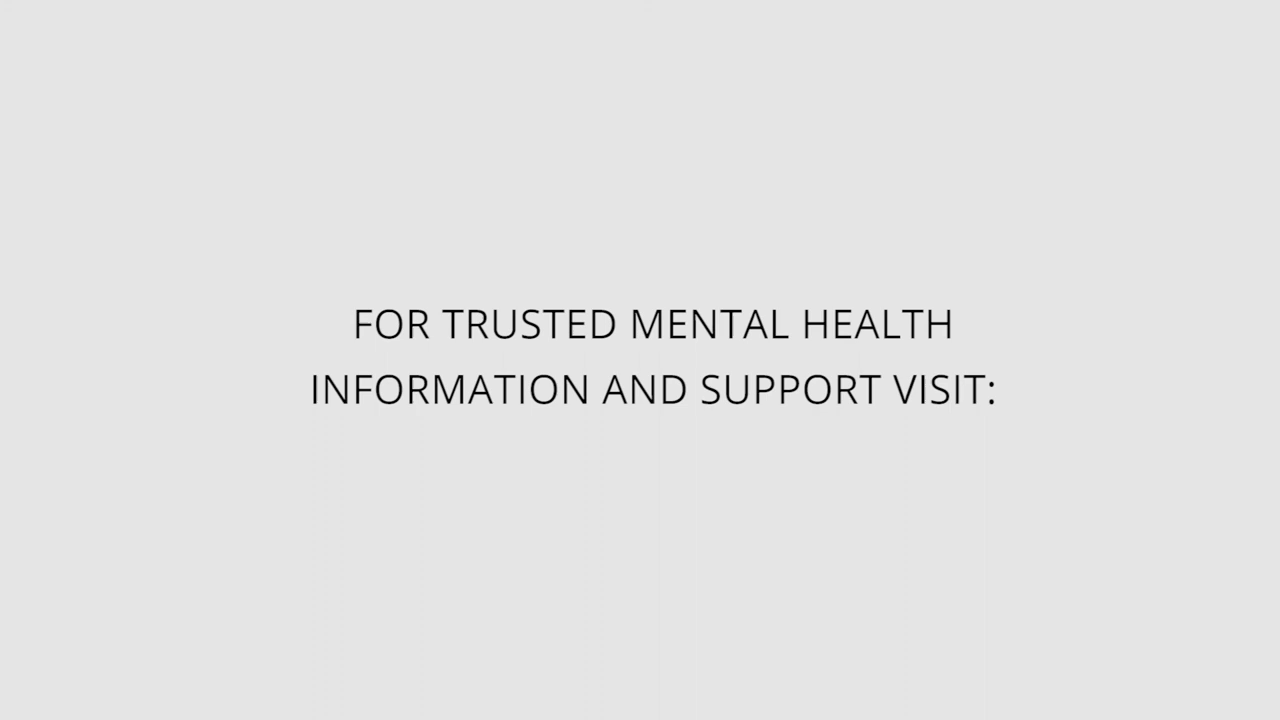 FOR TRUSTED MENTAL HEALTH
INFORMATION AND SUPPORT VISIT: